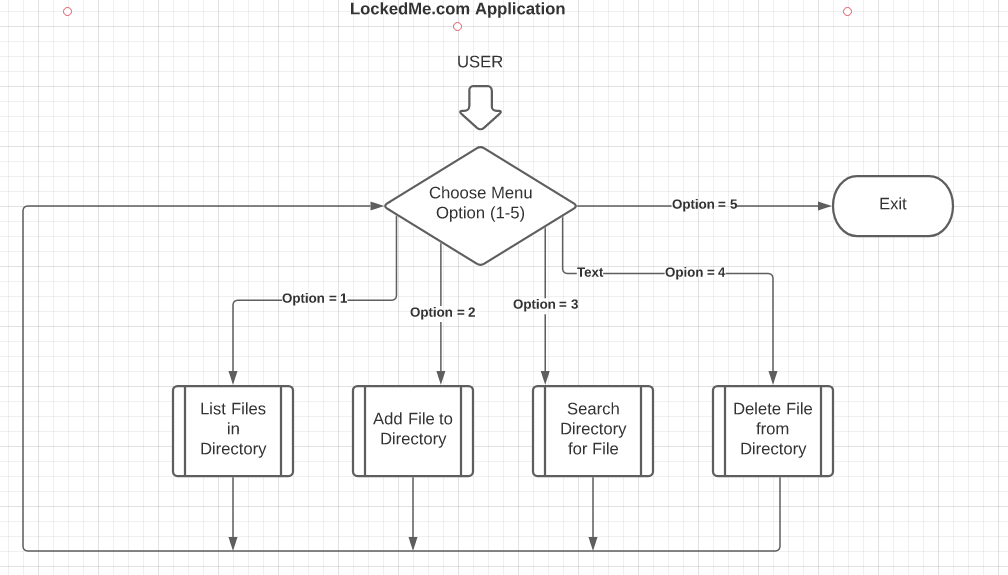 LockedMe.com Application
USER
Choose Menu
Option (1-5)
Option = 5
Exit
Text
Opion = 4
Option = 1
Option = 2
Option = 3
List Files
in
Directory
Add File to
Directory
Search
Directory
for File
Delete File
from
Directory